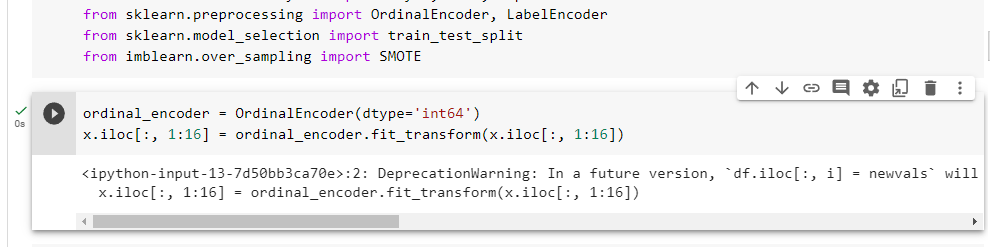 from sklearn.preprocessing import OrdinalEncoder, LabelEncoder
from sklearn.model_selection import train_test_split
from imblearn.over_sampling import SMOTE
ordinal_encoder = OrdinalEncoder(dtype='int64')
0s
x.iloc[:, 1:16] = ordinal_encoder.fit_transform(x.iloc[:, 1:16])
<ipython-input-13-7d50bb3ca70e>:2: DeprecationWarning: In a future version, `df.iloc[:, i] = newvals` will
x.iloc[:, 1:16] = ordinal_encoder.fit_transform(x.iloc[:, 1:16])